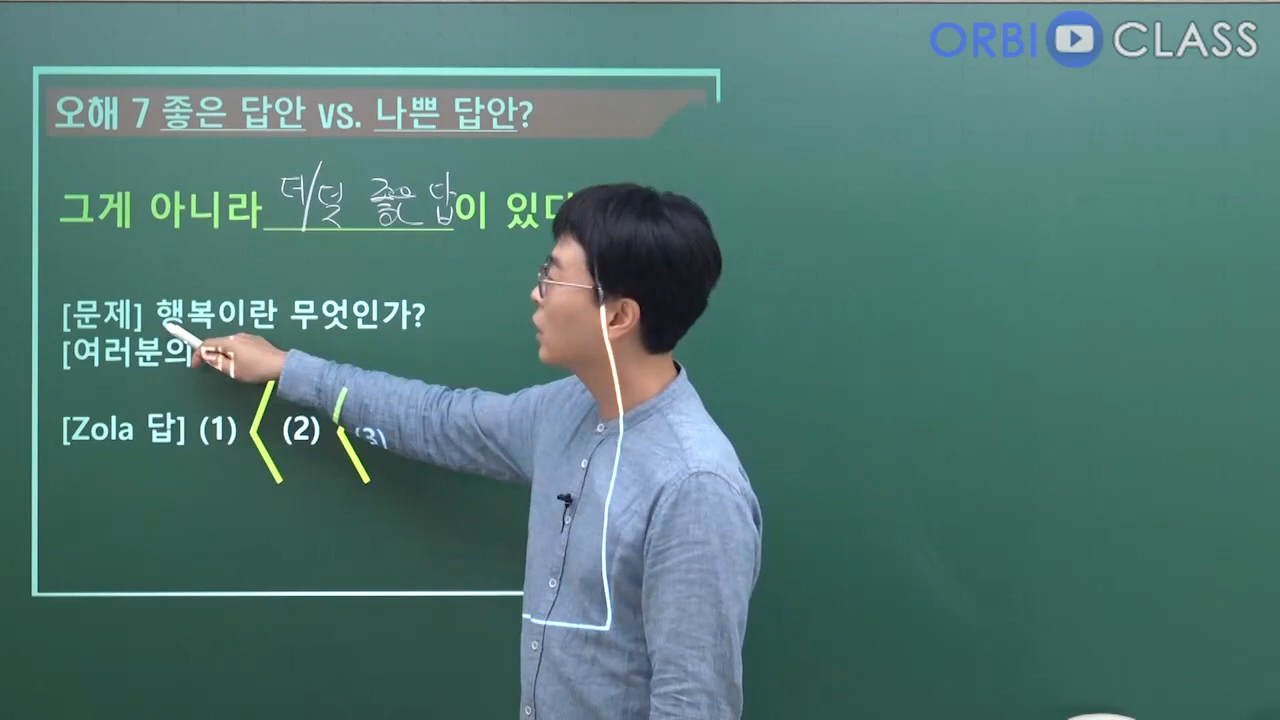 ORBI CLASS
오해 7 좋은 답안 vs. 나쁜 답안?
그게 아니라 더/덜 좋은 답이 있다
[문제] 행복이란 무엇인가?
[여러분의 답]
[Zola 답] (1) < (2) < (3)